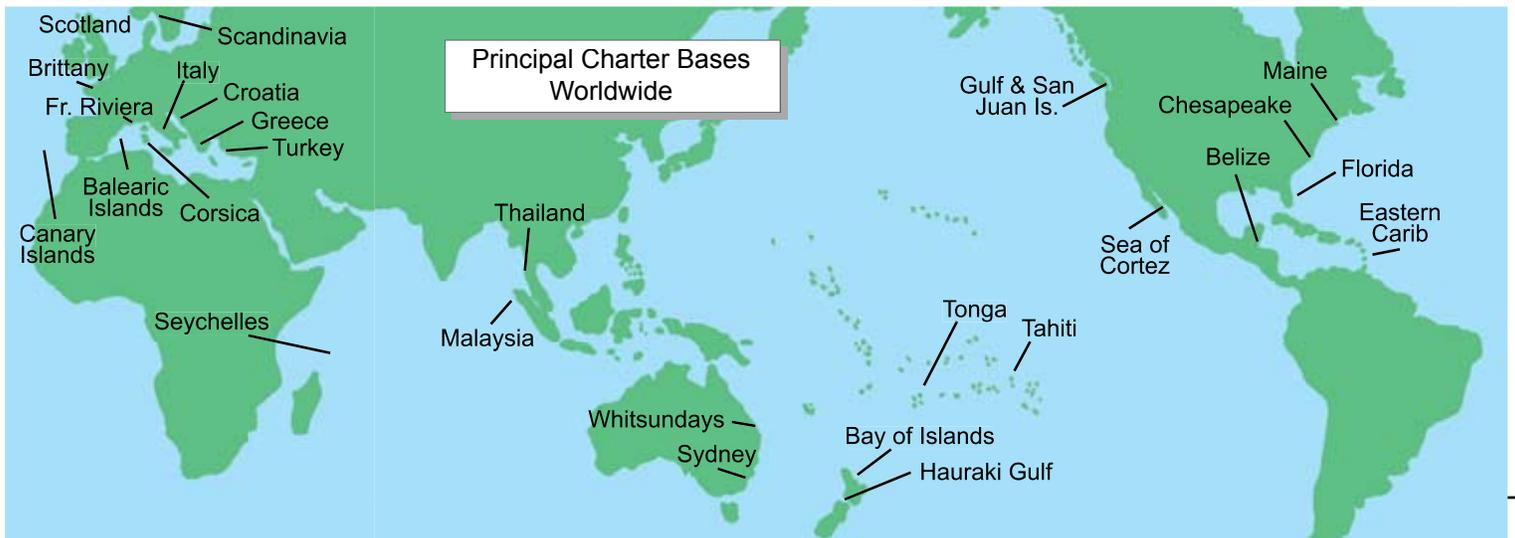 Principal Charter Bases
Worldwide
Scotland
Scandinavia
Brittany
Italy
Croatia
Fr. Riviera
Greece
Turkey
Balearic
Islands
Corsica
Canary
Islands
Seychelles
Thailand
Malaysia
Whitsundays
Sydney
Tonga
Tahiti
Bay of Islands
Hauraki Gulf
Gulf & San
Juan Is.
Maine
Chesapeake
Belize
Florida
Eastern
Carib
Sea of
Cortez